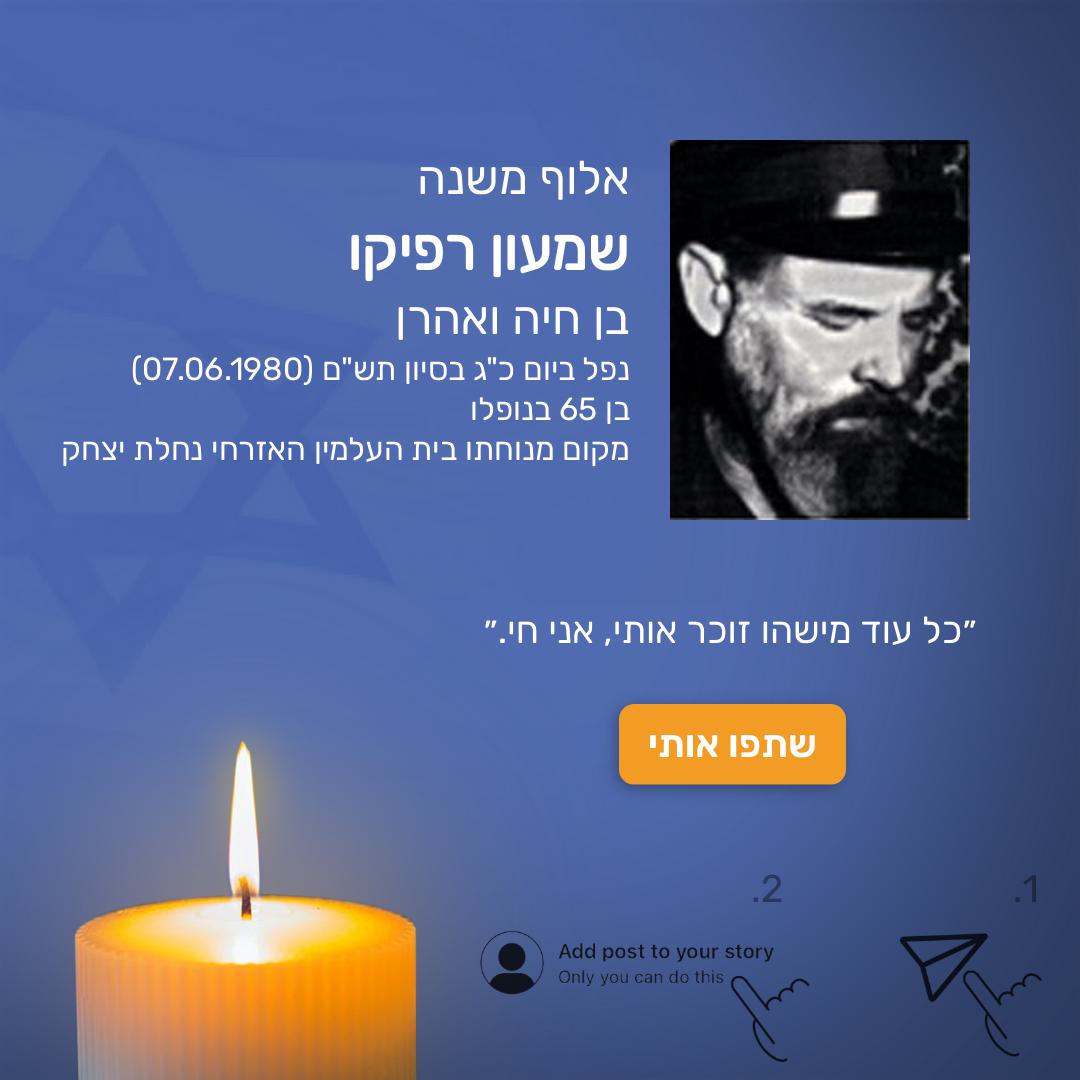 אלוף משנה
שמעון רפיקו
בן חיה ואהרן
נפל ביום כ"ג בסיון תש"ם (07.06.1980)
בן 65 בנופלו
מקום מנוחתו בית העלמין האזרחי נחלת יצחק
״כל עוד מישהו זוכר אותי, אני חי.״
שתפו אותי
1.
2.
Add post to your story
Only you can do this